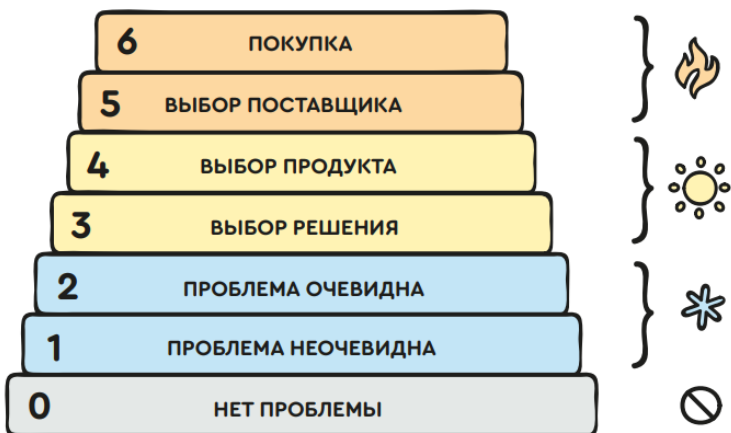 6 ПОКУПКА
5 ВЫБОР ПОСТАВЩИКА
4 ВЫБОР ПРОДУКТА
3 ВЫБОР РЕШЕНИЯ
2 ПРОБЛЕМА ОЧЕВИДНА
1 ПРОБЛЕМА НЕОЧЕВИДНА
0 НЕТ ПРОБЛЕМЫ